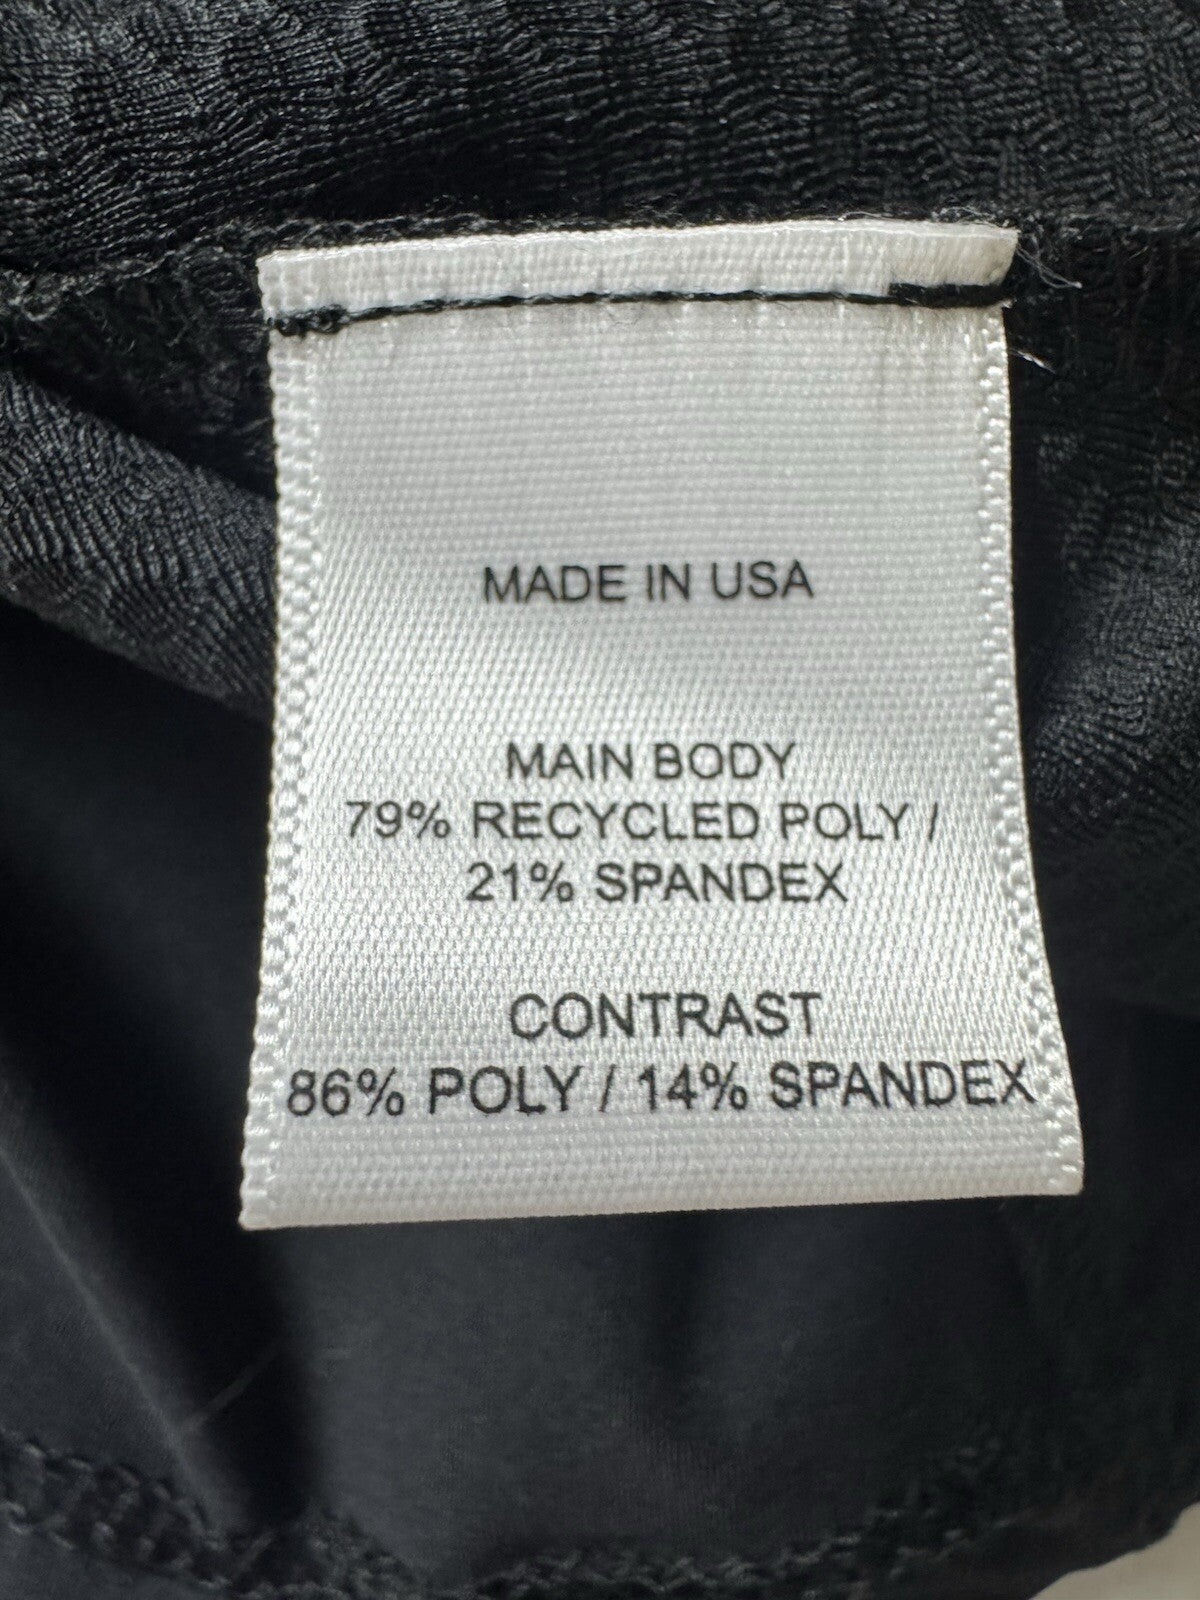 MADE IN USA
MAIN BODY
79% RECYCLED POLY /
21% SPANDEX
CONTRAST
86% POLY / 14% SPANDEX